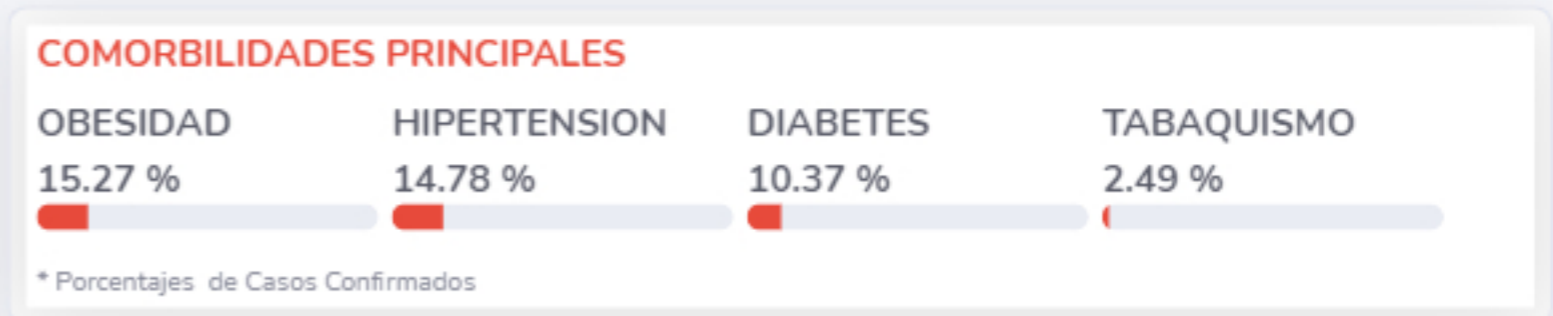 COMORBILIDADES PRINCIPALES
OBESIDAD HIPERTENSION DIABETES TABAQUISMO
15.27 % 14.78 % 10.37 % 2.49 %
* Porcentajes de Casos Confirmados